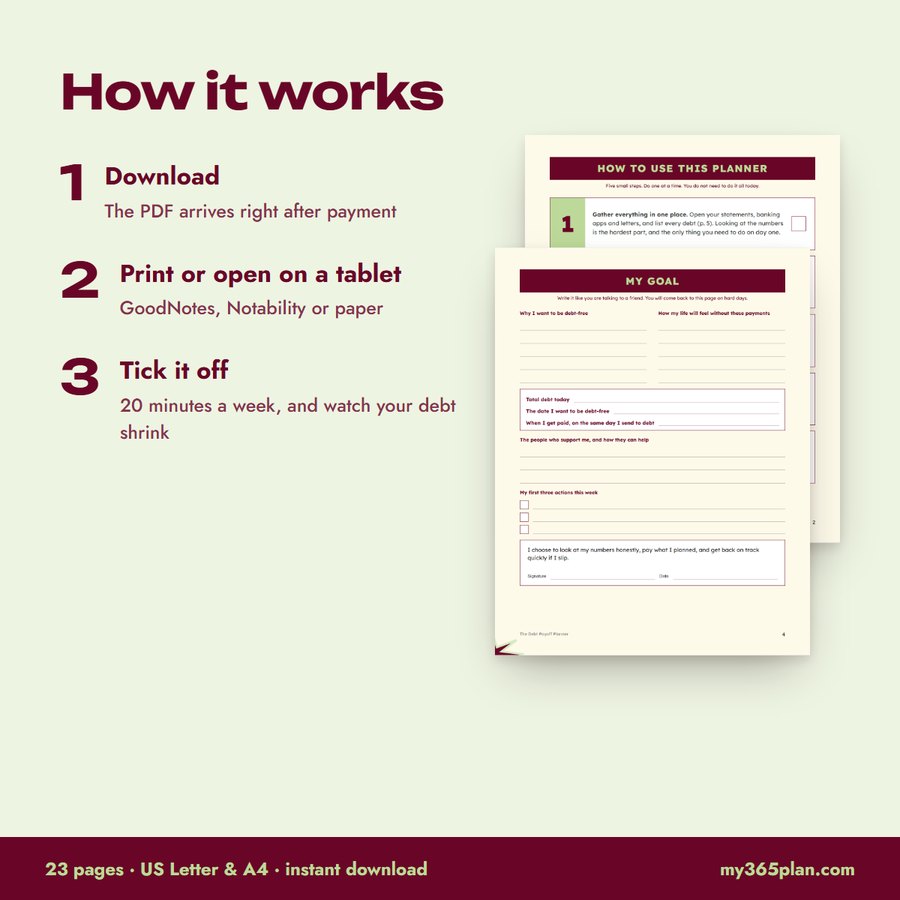 How it works
1
Download
The PDF arrives right after payment
2
Print or open on a tablet
GoodNotes, Notability or paper
3
Tick it off
20 minutes a week, and watch your debt
shrink
HOW TO USE THIS PLANNER
Five small steps. Do one at a time. You do not need to do it all today.
1
Gather everything in one place. Open your statements, banking
apps and letters, and list every debt (p. 5). Looking at the numbers
is the hardest part, and the only thing you need to do on day one.
2
MY GOAL
Write it like you are talking to a friend. You will come back to this page on hard days.
Why I want to be debt-free
How my life will feel without these payments
Total debt today
The date I want to be debt-free
When I get paid, on the same day I send to debt
The people who support me, and how they can help
My first three actions this week
I choose to look at my numbers honestly, pay what I planned, and get back on track
quickly if I slip.
Signature
Date
The Debt Payoff Planner
4
23 pages · US Letter & A4 · instant download
my365plan.com